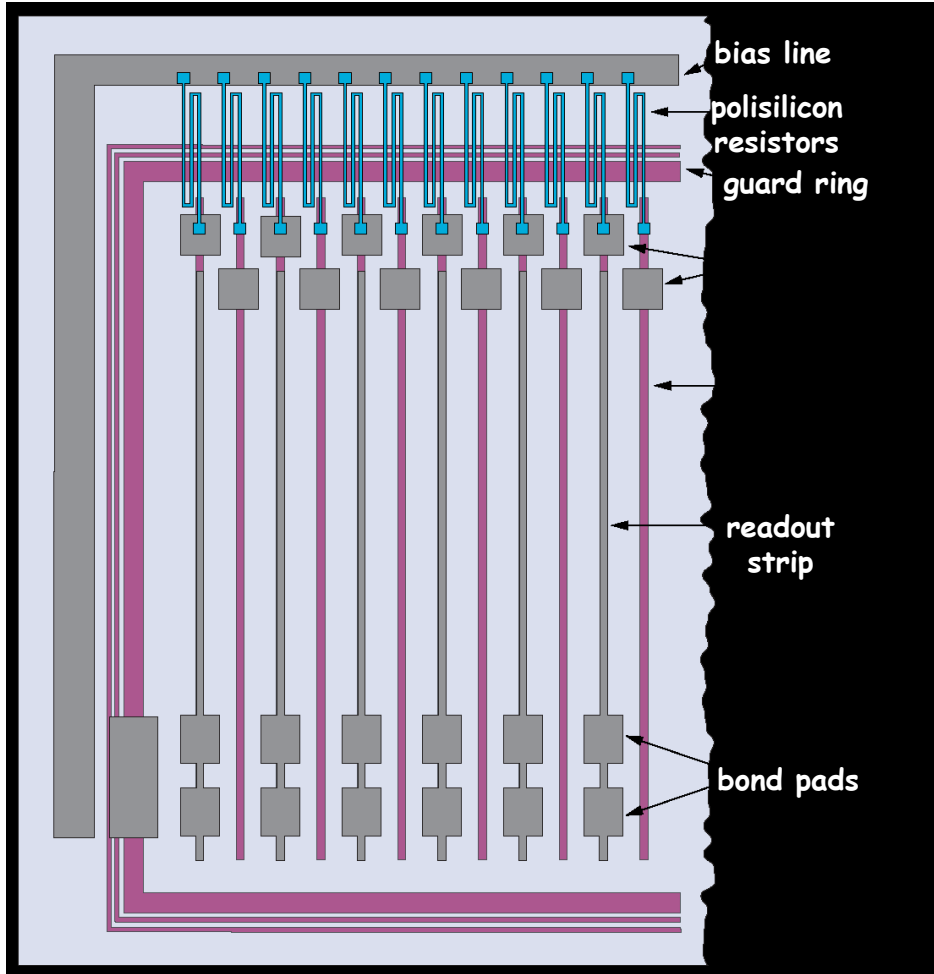 bias line
polisilicon
resistors
guard ring
readout
strip
bond pads